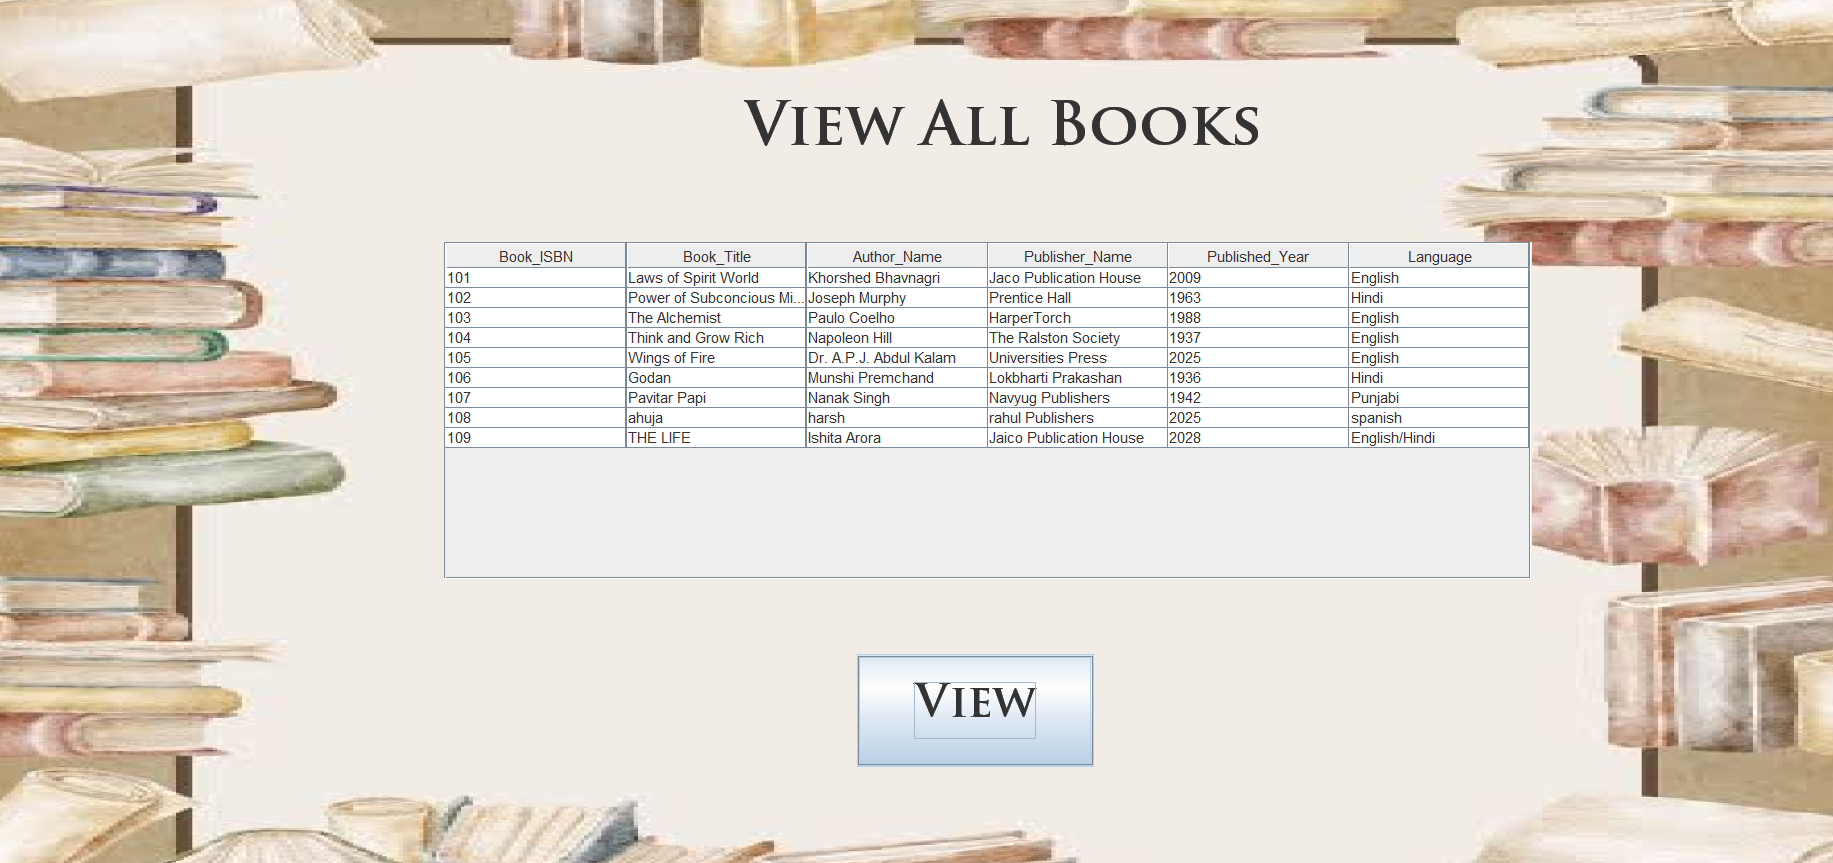 VIEW ALL BOOKS
Book_ISBN Book_Title Author_Name Publisher_Name Published_Year Language
101 Laws of Spirit World Khorshed Bhavnagri Jaco Publication House 2009 English
102 Power of Subconcious Mi... Joseph Murphy Prentice Hall 1963 Hindi
103 The Alchemist Paulo Coelho HarperTorch 1988 English
104 Think and Grow Rich Napoleon Hill The Ralston Society 1937 English
105 Wings of Fire Dr. A.P.J. Abdul Kalam Universities Press 2025 English
106 Godan Munshi Premchand Lokbharti Prakashan 1936 Hindi
107 Pavitar Papi Nanak Singh Navyug Publishers 1942 Punjabi
108 ahuja harsh rahul Publishers 2025 spanish
109 THE LIFE Ishita Arora Jaico Publication House 2028 English/Hindi
VIEW